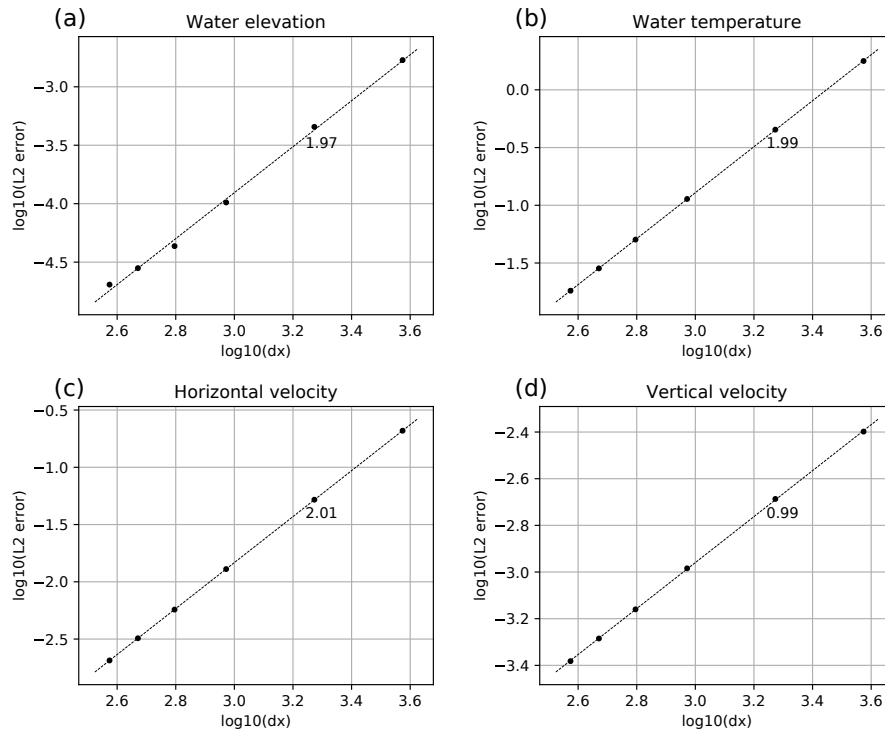 (a) Water elevation
−3.0
−3.5
−4.0
−4.5
log10(L2 error)
1.97
2.6 2.8 3.0 3.2 3.4 3.6
log10(dx)
(b) Water temperature
0.0
−0.5
−1.0
−1.5
log10(L2 error)
1.99
2.6 2.8 3.0 3.2 3.4 3.6
log10(dx)
(c) Horizontal velocity
−0.5
−1.0
−1.5
−2.0
−2.5
log10(L2 error)
2.01
2.6 2.8 3.0 3.2 3.4 3.6
log10(dx)
(d) Vertical velocity
−2.4
−2.6
−2.8
−3.0
−3.2
−3.4
log10(L2 error)
0.99
2.6 2.8 3.0 3.2 3.4 3.6
log10(dx)